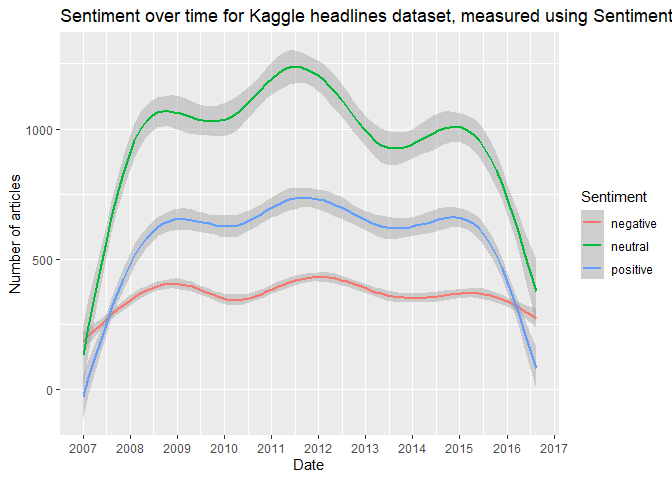 Sentiment over time for Kaggle headlines dataset, measured using Sentiment
Number of articles
1000
500
0
2007 2008 2009 2010 2011 2012 2013 2014 2015 2016 2017
Date
Sentiment
negative
neutral
positive